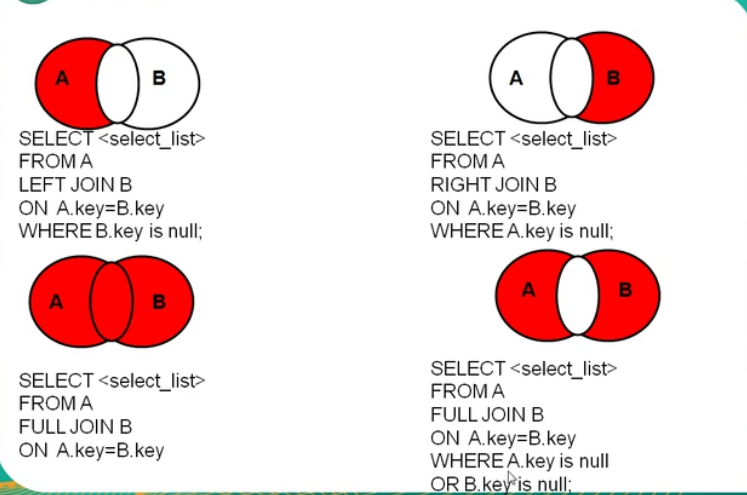 A B
SELECT <select_list>
FROM A
LEFT JOIN B
ON A.key=B.key
WHERE B.key is null;
A B
SELECT <select_list>
FROM A
RIGHT JOIN B
ON A.key=B.key
WHERE A.key is null;
A B
SELECT <select_list>
FROM A
FULL JOIN B
ON A.key=B.key
A B
SELECT <select_list>
FROM A
FULL JOIN B
ON A.key=B.key
WHERE A.key is null
OR B.key is null;